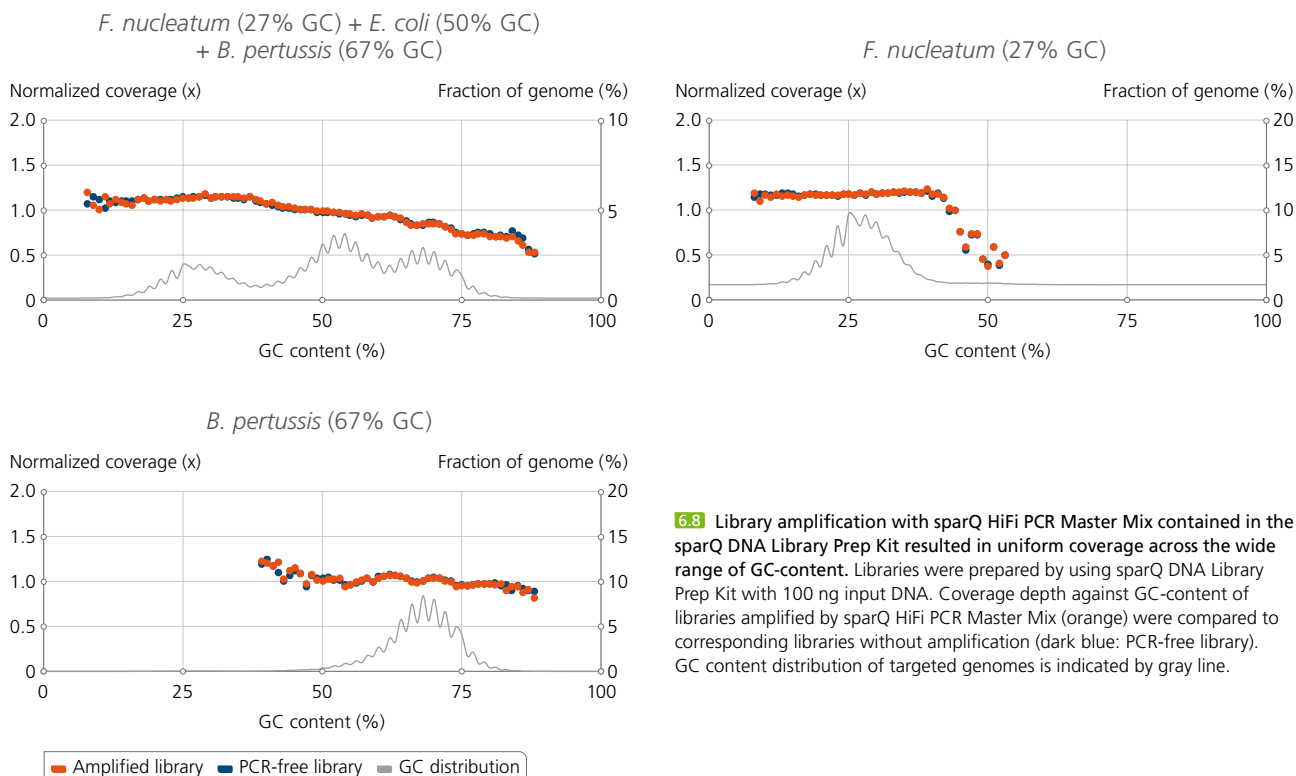 F. nucleatum (27% GC) + E. coli (50% GC)
+ B. pertussis (67% GC)
Normalized coverage (x)
Fraction of genome (%)
2.0
1.5
1.0
0.5
0
10
5
0
0
25
50
75
100
GC content (%)
F. nucleatum (27% GC)
Normalized coverage (x)
Fraction of genome (%)
2.0
1.5
1.0
0.5
0
20
15
10
5
0
0
25
50
75
100
GC content (%)
B. pertussis (67% GC)
Normalized coverage (x)
Fraction of genome (%)
2.0
1.5
1.0
0.5
0
20
15
10
5
0
0
25
50
75
100
GC content (%)
Amplified library PCR-free library GC distribution
6.8 Library amplification with sparQ HiFi PCR Master Mix contained in the
sparQ DNA Library Prep Kit resulted in uniform coverage across the wide
range of GC-content. Libraries were prepared by using sparQ DNA Library
Prep Kit with 100 ng input DNA. Coverage depth against GC-content of
libraries amplified by sparQ HiFi PCR Master Mix (orange) were compared to
corresponding libraries without amplification (dark blue: PCR-free library).
GC content distribution of targeted genomes is indicated by gray line.